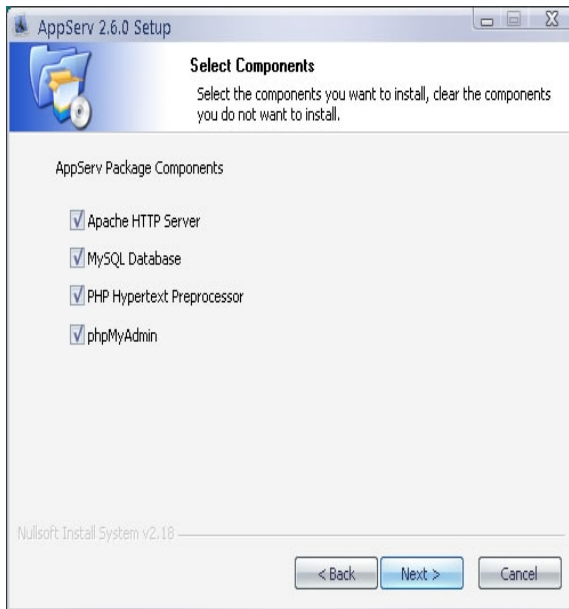 AppServ 2.6.0 Setup
Select Components
Select the components you want to install, clear the components
you do not want to install.
AppServ Package Components
Apache HTTP Server
MySQL Database
PHP Hypertext Preprocessor
phpMyAdmin
Nullsoft Install System v2.18
< Back
Next >
Cancel